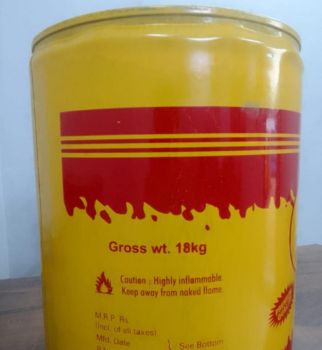 Gross wt. 18kg
Caution : Highly inflammable
Keep away from naked flame
M.R.P. Rs.
(Incl. of all taxes)
Mfd. Date
See Bottom